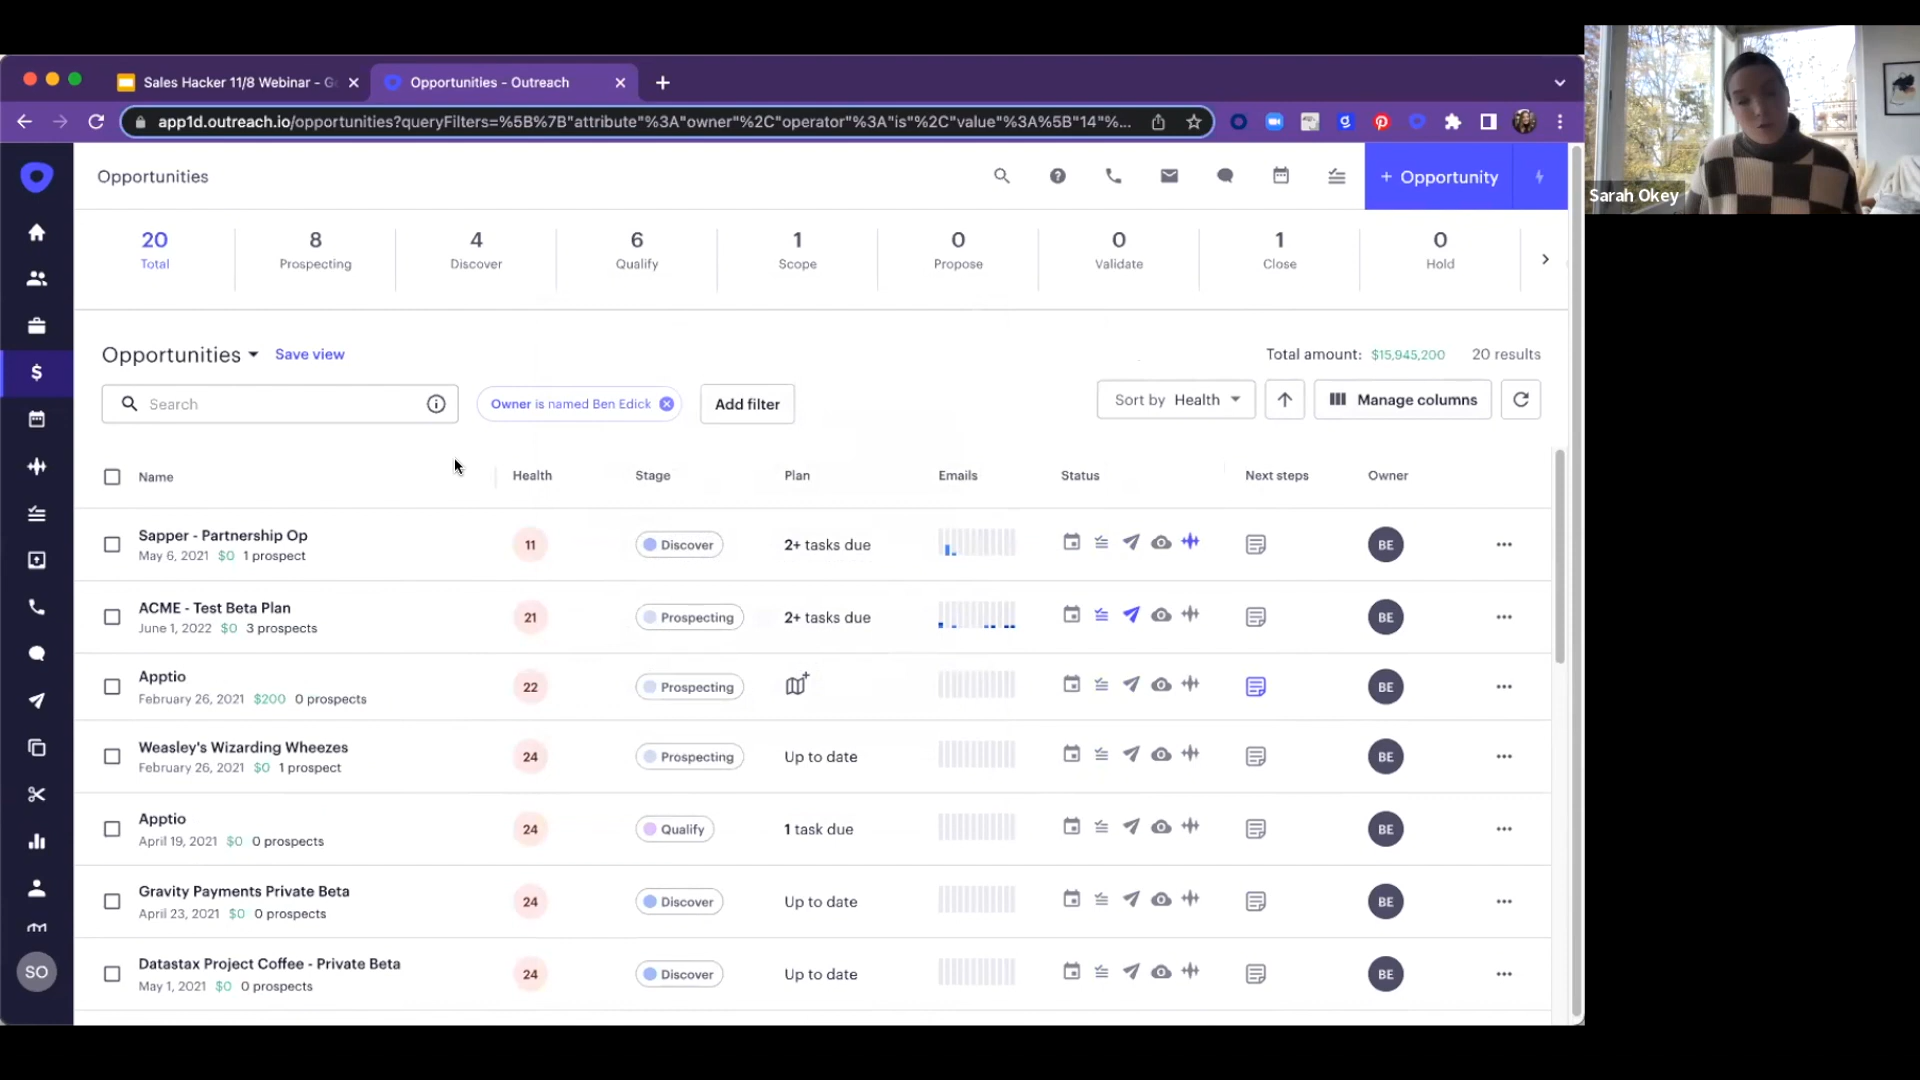 Sales Hacker 11/8 Webinar - Go
Opportunities - Outreach
app1d.outreach.io/opportunities?queryFilters=%5B%7B"attribute"%3A"owner"%2C"operator"%3A"is"%2C"value"%3A%5B"14"%...
Sarah Okey
Opportunities
+ Opportunity
20 8 4 6 1 0 0 1 0
Total Prospecting Discover Qualify Scope Propose Validate Close Hold
Opportunities Save view Total amount: $15,945,200 20 results
Search Owner is named Ben Edick Add filter Sort by Health Manage columns
Name Health Stage Plan Emails Status Next steps Owner
Sapper - Partnership Op 11 Discover 2+ tasks due BE
May 6, 2021 $0 1 prospect
ACME - Test Beta Plan 21 Prospecting 2+ tasks due BE
June 1, 2022 $0 3 prospects
Apptio 22 Prospecting BE
February 26, 2021 $200 0 prospects
Weasley's Wizarding Wheezes 24 Prospecting Up to date BE
February 26, 2021 $0 1 prospect
Apptio 24 Qualify 1 task due BE
April 19, 2021 $0 0 prospects
Gravity Payments Private Beta 24 Discover Up to date BE
April 23, 2021 $0 0 prospects
Datastax Project Coffee - Private Beta 24 Discover Up to date BE
May 1, 2021 $0 0 prospects
SO